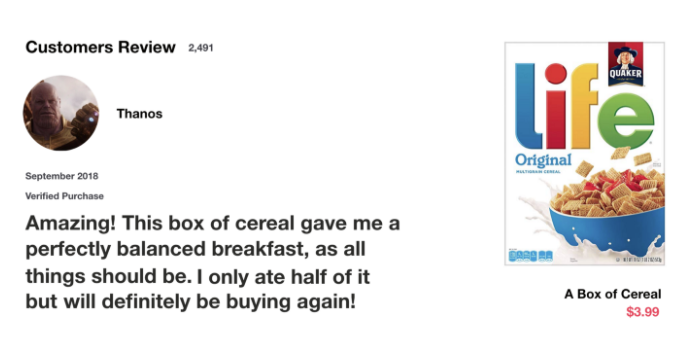 Customers Review 2,491
Thanos
September 2018
Verified Purchase
Amazing! This box of cereal gave me a
perfectly balanced breakfast, as all
things should be. I only ate half of it
but will definitely be buying again!
QUAKER
life
Original
MULTIGRAIN CEREAL
A Box of Cereal
$3.99